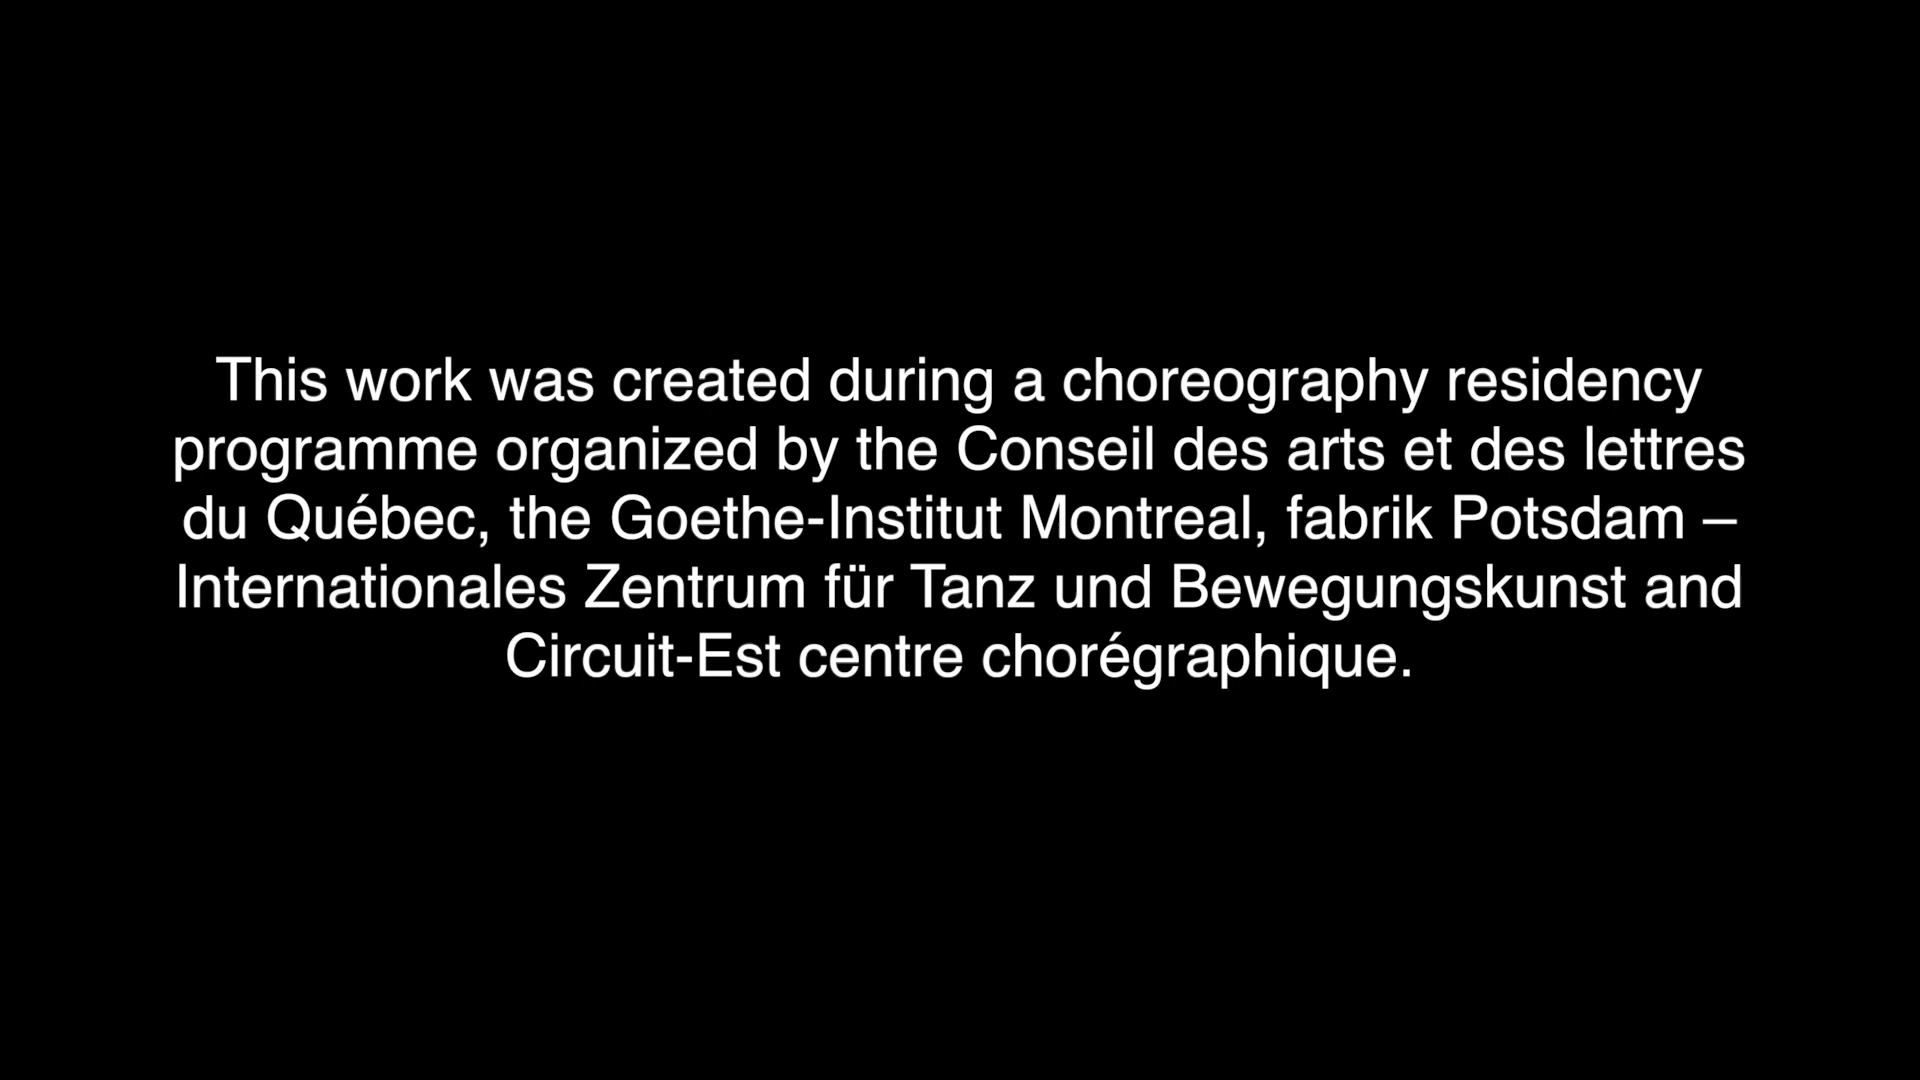 This work was created during a choreography residency
programme organized by the Conseil des arts et des lettres
du Québec, the Goethe-Institut Montreal, fabrik Potsdam –
Internationales Zentrum für Tanz und Bewegungskunst and
Circuit-Est centre chorégraphique.